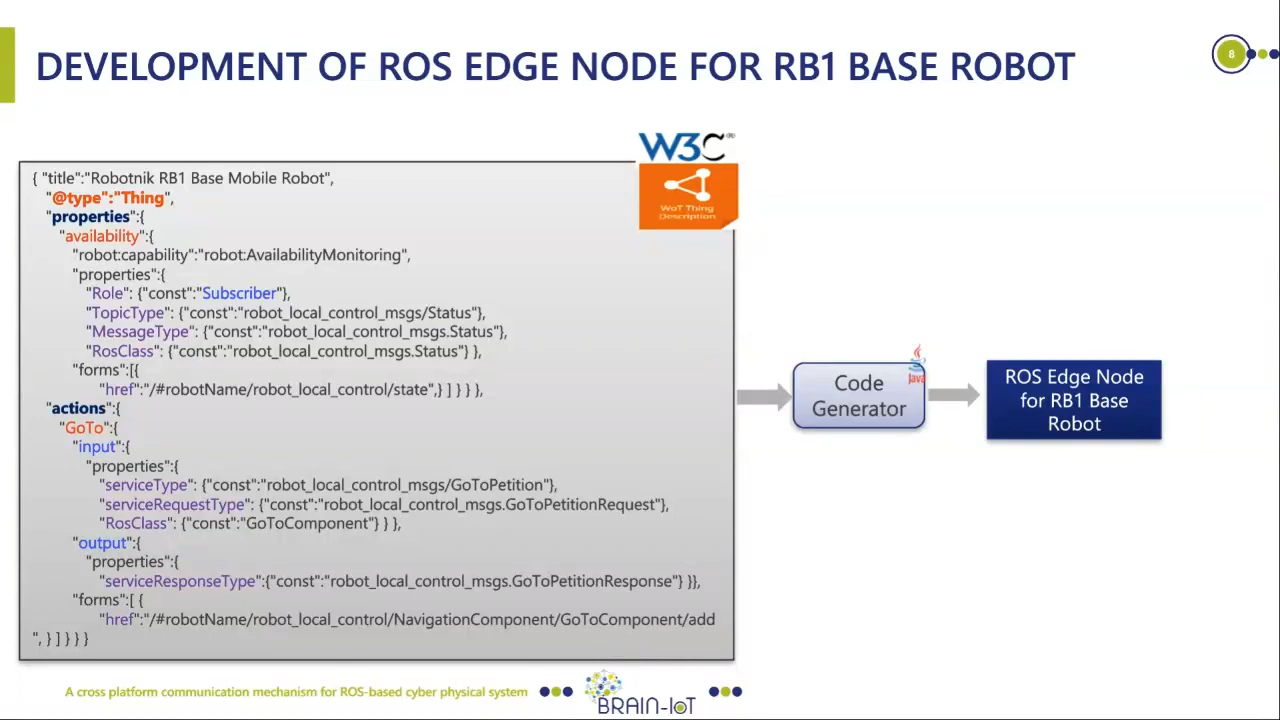 DEVELOPMENT OF ROS EDGE NODE FOR RB1 BASE ROBOT
8
W3C®
WoT Thing
Description
{ "title":"Robotnik RB1 Base Mobile Robot",
"@type":"Thing",
"properties":{
"availability":{
"robot:capability":"robot:AvailabilityMonitoring",
"properties":{
"Role": {"const":"Subscriber"},
"TopicType": {"const":"robot_local_control_msgs/Status"},
"MessageType": {"const":"robot_local_control_msgs.Status"},
"RosClass": {"const":"robot_local_control_msgs.Status"} },
"forms":[{
"href":"/#robotName/robot_local_control/state",} ] } } },
"actions":{
"GoTo":{
"input":{
"properties":{
"serviceType": {"const":"robot_local_control_msgs/GoToPetition"},
"serviceRequestType": {"const":"robot_local_control_msgs.GoToPetitionRequest"},
"RosClass": {"const":"GoToComponent"} } },
"output":{
"properties":{
"serviceResponseType":{"const":"robot_local_control_msgs.GoToPetitionResponse"} }},
"forms":[ {
"href":"/#robotName/robot_local_control/NavigationComponent/GoToComponent/add
", } ] } } }
Java
Code
Generator
ROS Edge Node
for RB1 Base
Robot
A cross platform communication mechanism for ROS-based cyber physical system
BRAIN-IoT